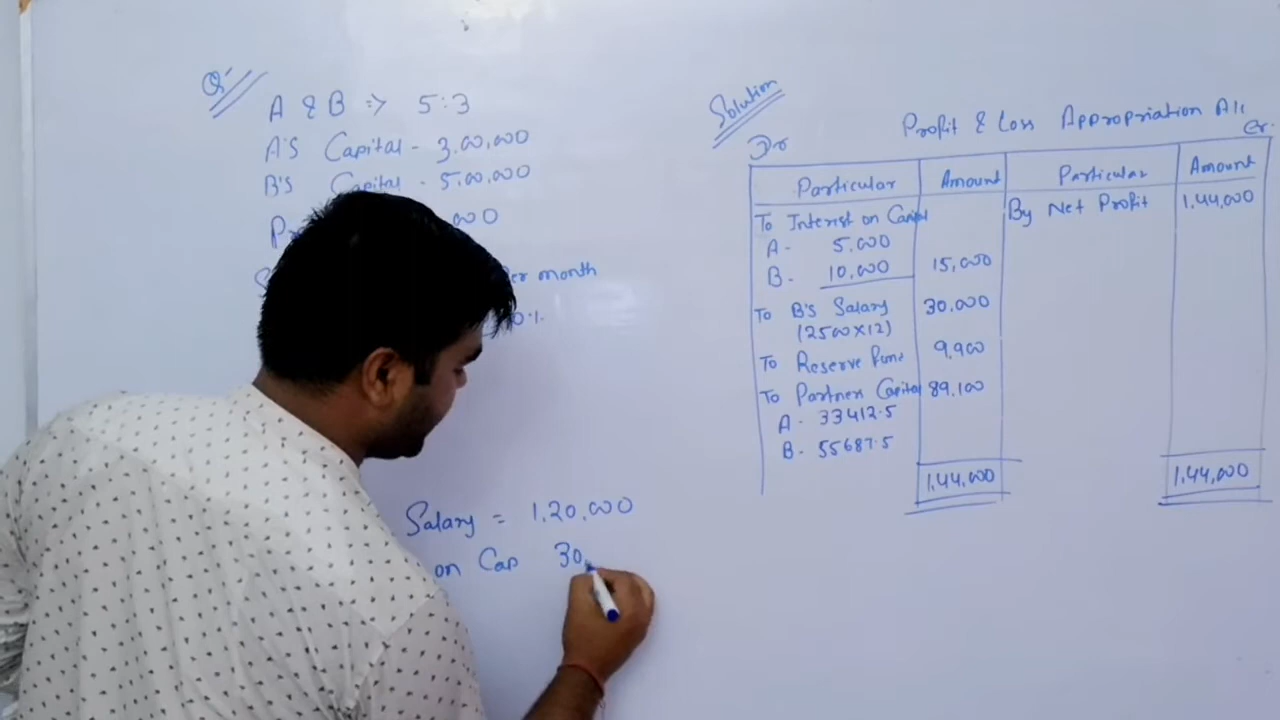 Q:
A & B => 5:3
A'S Capital - 3,00,000
B'S Capital - 5,00,000
000
Per month
Salary = 1,20,000
on Cap 30,
Solution
Profit & Loss Appropriation A/c
Dr Cr.
Particular Amount Particular Amount
To Interest on Capital By Net Profit 1,44,000
A - 5,000
B - 10,000 15,000
To B'S Salary 30,000
(2500×12)
To Reserve Fund 9,900
To Partners Capital 89,100
A - 33412.5
B - 55687.5
1,44,000 1,44,000